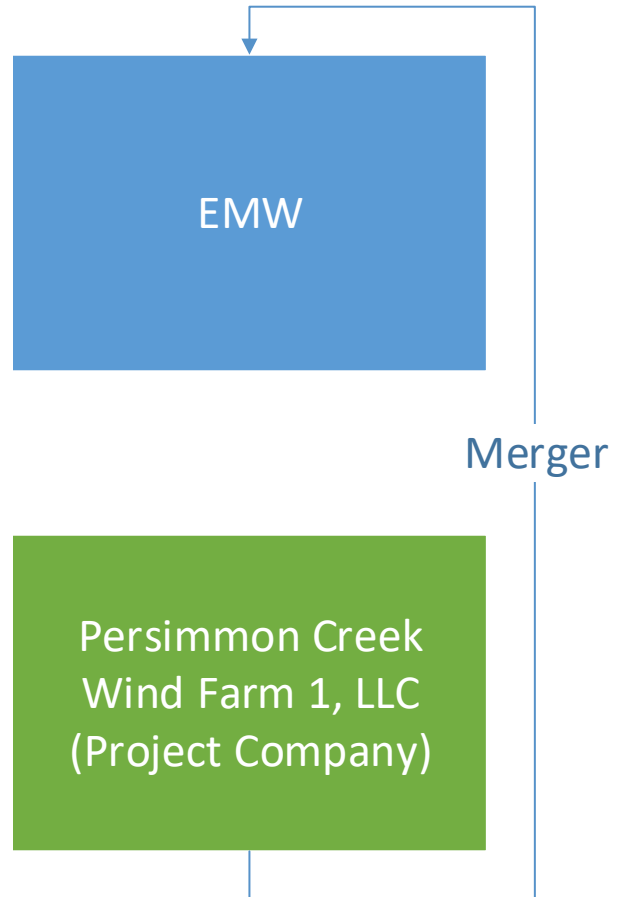 EMW
Merger
Persimmon Creek
Wind Farm 1, LLC
(Project Company)